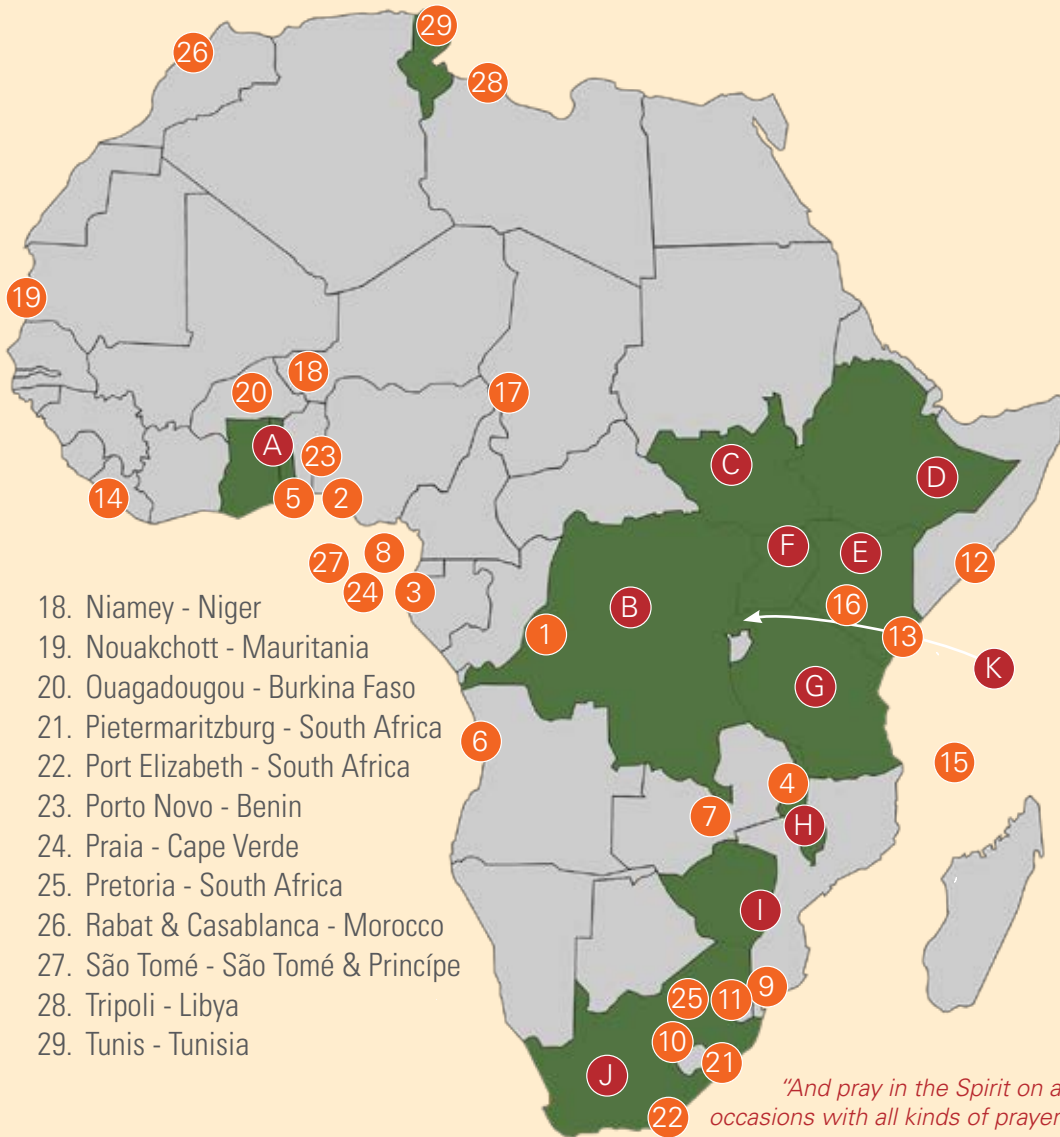 29
26
28
19
18
20
17
A
23
C
D
14
5
2
F
E
8
27
12
24
3
16
B
1
13
K
G
6
15
4
7
H
I
9
25
11
10
21
J
22
18. Niamey - Niger
19. Nouakchott - Mauritania
20. Ouagadougou - Burkina Faso
21. Pietermaritzburg - South Africa
22. Port Elizabeth - South Africa
23. Porto Novo - Benin
24. Praia - Cape Verde
25. Pretoria - South Africa
26. Rabat & Casablanca - Morocco
27. São Tomé - São Tomé & Princípe
28. Tripoli - Libya
29. Tunis - Tunisia
"And pray in the Spirit on a
occasions with all kinds of prayer